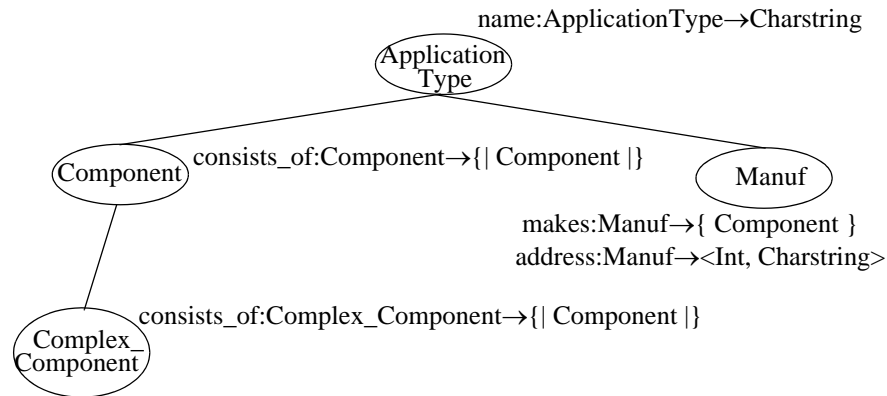 name:ApplicationType→Charstring
Application
Type
Component
consists_of:Component→{| Component |}
Manuf
makes:Manuf→{ Component }
address:Manuf→<Int, Charstring>
consists_of:Complex_Component→{| Component |}
Complex_
Component